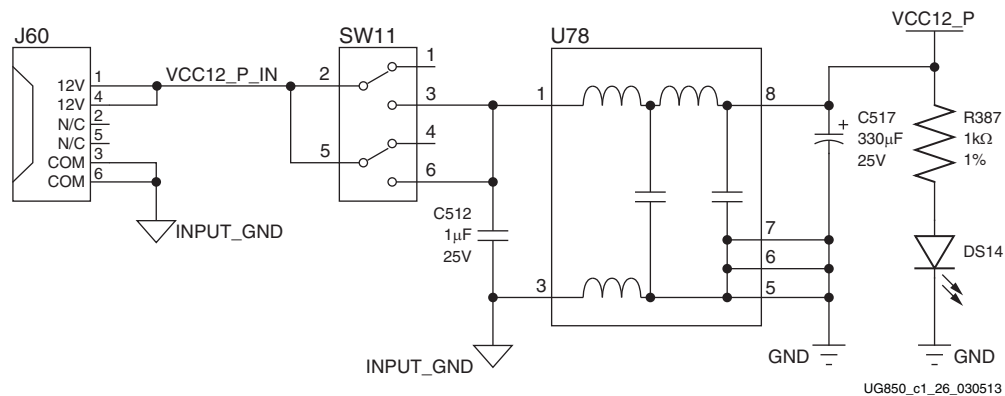 J60
12V 1
12V 4
N/C 2
N/C 5
COM 3
COM 6
INPUT_GND
VCC12_P_IN
SW11
1
2
3
4
5
6
C512
1µF
25V
INPUT_GND
U78
1
3
8
7
6
5
VCC12_P
+
C517
330µF
25V
R387
1kΩ
1%
DS14
GND
GND
UG850_c1_26_030513